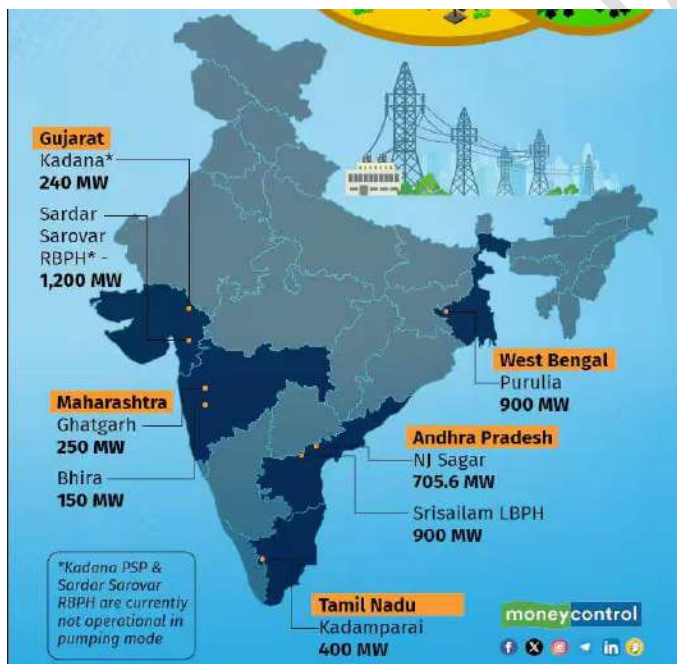 Gujarat
Kadana*
240 MW
Sardar
Sarovar
RBPH* -
1,200 MW
Maharashtra
Ghatgarh
250 MW
Bhira
150 MW
West Bengal
Purulia
900 MW
Andhra Pradesh
NJ Sagar
705.6 MW
Srisailam LBPH
900 MW
Tamil Nadu
Kadamparai
400 MW
*Kadana PSP &
Sardar Sarovar
RBPH are currently
not operational in
pumping mode
moneycontrol